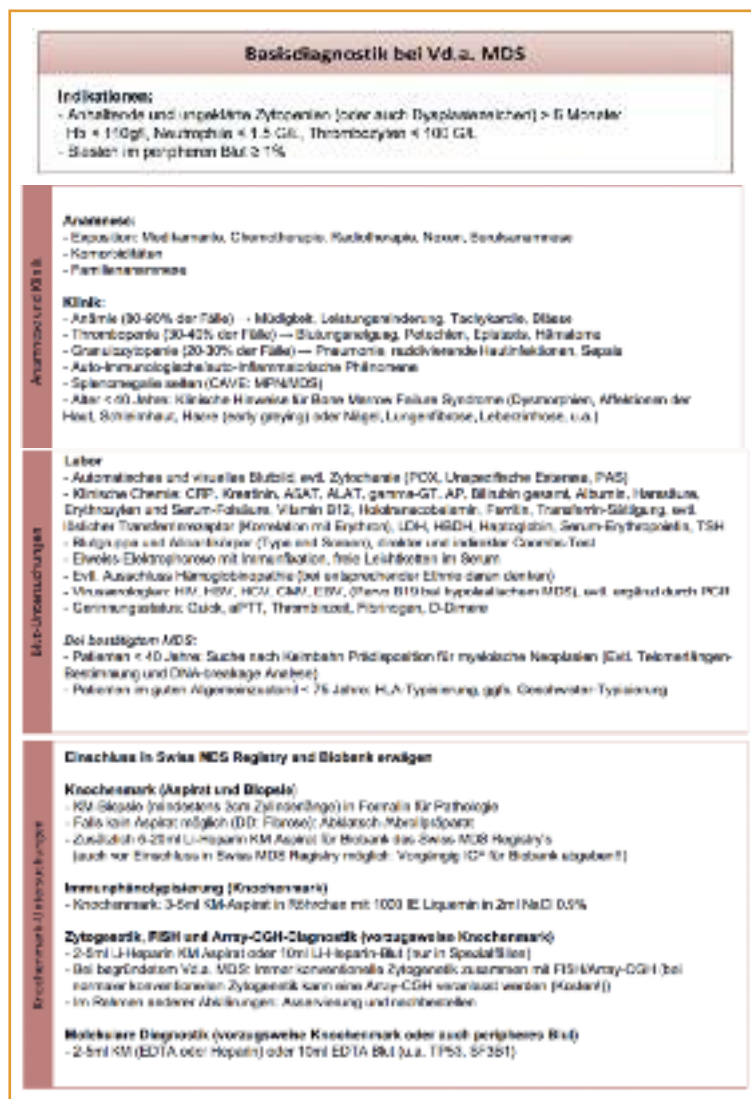 Basisdiagnostik bei Vd.a. MDS
Indikationen:
- Anhaltende und ungeklärte Zytopenien (oder auch Dysplasiezeichen) > 6 Monate:
Hb < 110g/l, Neutrophile < 1.5 G/L, Thrombozyten < 100 G/L
- Blasten im peripheren Blut ≥ 1%
Anamnese und Klinik
Anamnese:
- Exposition: Medikamente, Chemotherapie, Radiotherapie, Noxen, Berufsanamnese
- Komorbiditäten
- Familienanamnese
Klinik:
- Anämie (80-90% der Fälle) → Müdigkeit, Leistungsminderung, Tachykardie, Blässe
- Thrombopenie (30-40% der Fälle) → Blutungsneigung, Petechien, Epistaxis, Hämatome
- Granulozytopenie (20-30% der Fälle) → Pneumonie, rezidivierende Hautinfektionen, Sepsis
- Auto-Immunologische/auto-inflammatorische Phänomene
- Splenomegalie selten (CAVE: MPN/MDS)
- Alter < 40 Jahre: Klinische Hinweise für Bone Marrow Failure Syndrome (Dysmorphien, Affektionen der
Haut, Schleimhaut, Haare (early greying) oder Nägel, Lungenfibrose, Leberzirrhose, u.a.)
Blut-Untersuchungen
Labor
- Automatisches und visuelles Blutbild, evtl. Zytochemie (POX, Unspezifische Esterase, PAS)
- Klinische Chemie: CRP, Kreatinin, ASAT, ALAT, gamma-GT, AP, Bilirubin gesamt, Albumin, Harnsäure,
Erythrozyten und Serum-Folsäure, Vitamin B12, Holotranscobalamin, Ferritin, Transferrin-Sättigung, evtl.
löslicher Transferrinrezeptor (Korrelation mit Erythron), LDH, HBDH, Haptoglobin, Serum-Erythropoietin, TSH
- Blutgruppe und Alloantikörper (Type and Screen), direkter und indirekter Coombs-Test
- Eiweiss-Elektrophorese mit Immunfixation, freie Leichtketten im Serum
- Evtl. Ausschluss Hämoglobinopathie (bei entsprechender Ethnie daran denken)
- Virusserologien: HIV, HBV, HCV, CMV, EBV, (Parvo B19 bei hypoplastischem MDS), evtl. ergänzt durch PCR
- Gerinnungsstatus: Quick, aPTT, Thrombinzeit, Fibrinogen, D-Dimere
Bei bestätigtem MDS:
- Patienten < 40 Jahre: Suche nach Keimbahn Prädisposition für myeloische Neoplasien (Evtl. Telomerlängen-
Bestimmung und DNA-breakage Analyse)
- Patienten im guten Allgemeinzustand < 75 Jahre: HLA-Typisierung, ggfs. Geschwister-Typisierung
Knochenmark-Untersuchungen
Einschluss in Swiss MDS Registry and Biobank erwägen
Knochenmark (Aspirat und Biopsie)
- KM-Biopsie (mindestens 2cm Zylinderlänge) in Formalin für Pathologie
- Falls kein Aspirat möglich (DD: Fibrose): Abklatsch-/Abrollpräparat
- Zusätzlich 6-20ml Li-Heparin KM Aspirat für Biobank des Swiss MDS Registry's
(auch vor Einschluss in Swiss MDS Registry möglich: Vorgängig ICF für Biobank abgeben!!)
Immunphänotypisierung (Knochenmark)
- Knochenmark: 3-5ml KM-Aspirat in Röhrchen mit 1000 IE Liquemin in 2ml NaCl 0.9%
Zytogenetik, FISH und Array-CGH-Diagnostik (vorzugsweise Knochenmark)
- 2-5ml Li-Heparin KM Aspirat oder 10ml Li-Heparin-Blut (nur in Spezialfällen)
- Bei begründetem Vd.a. MDS: Immer konventionelle Zytogenetik zusammen mit FISH/Array-CGH (bei
normaler konventionellen Zytogenetik kann eine Array-CGH veranlasst werden (Kosten!))
- Im Rahmen anderer Abklärungen: Asservierung und nachbestellen
Molekulare Diagnostik (vorzugsweise Knochenmark oder auch peripheres Blut)
- 2-5ml KM (EDTA oder Heparin) oder 10ml EDTA Blut (u.a. TP53, SF3B1)